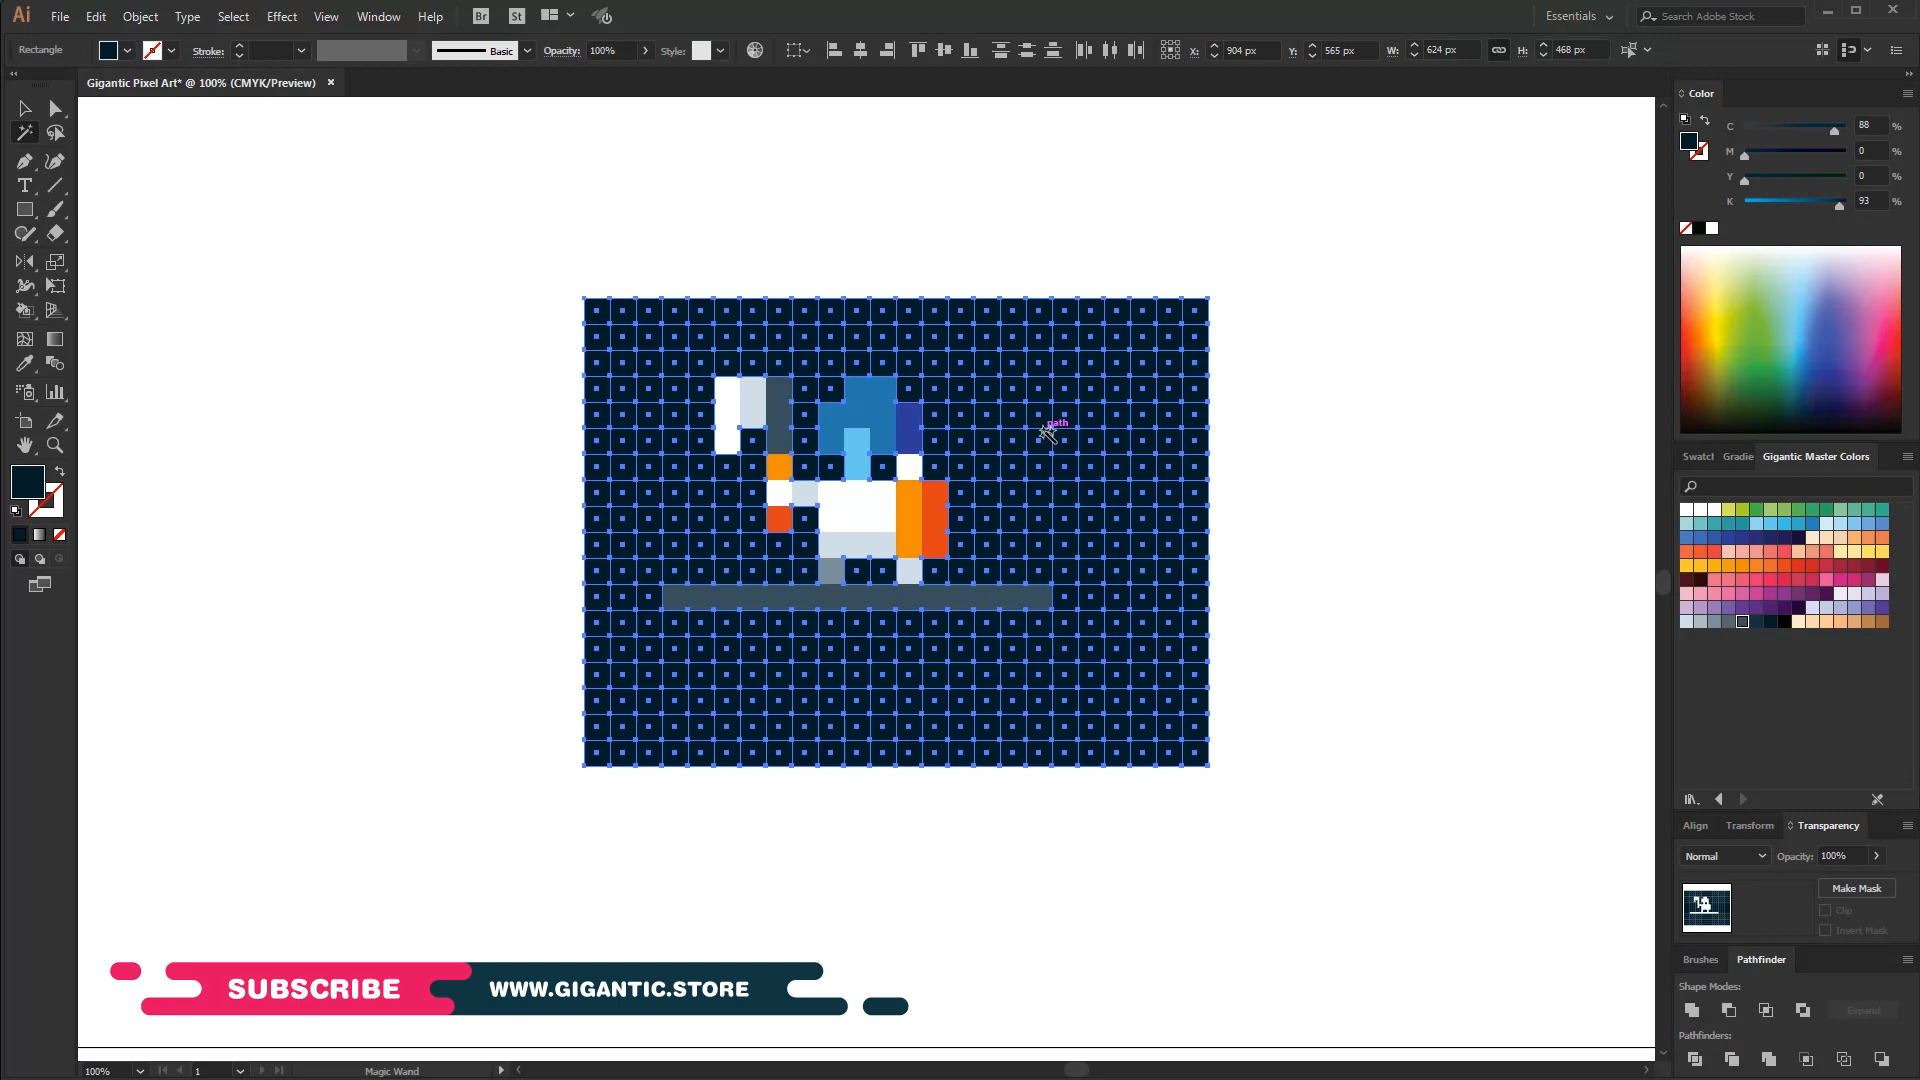 Ai File Edit Object Type Select Effect View Window Help Br St Essentials Search Adobe Stock
Rectangle Stroke: Basic Opacity: 100% Style: X: 904 px Y: 565 px W: 624 px H: 468 px
Gigantic Pixel Art* @ 100% (CMYK/Preview)
Color
C 88 %
M 0 %
Y 0 %
K 93 %
path
Swatcl Gradie Gigantic Master Colors
Align Transform Transparency
Normal Opacity: 100%
Make Mask
Clip
Invert Mask
Brushes Pathfinder
Shape Modes:
Expand
Pathfinders:
SUBSCRIBE WWW.GIGANTIC.STORE
100% 1 Magic Wand